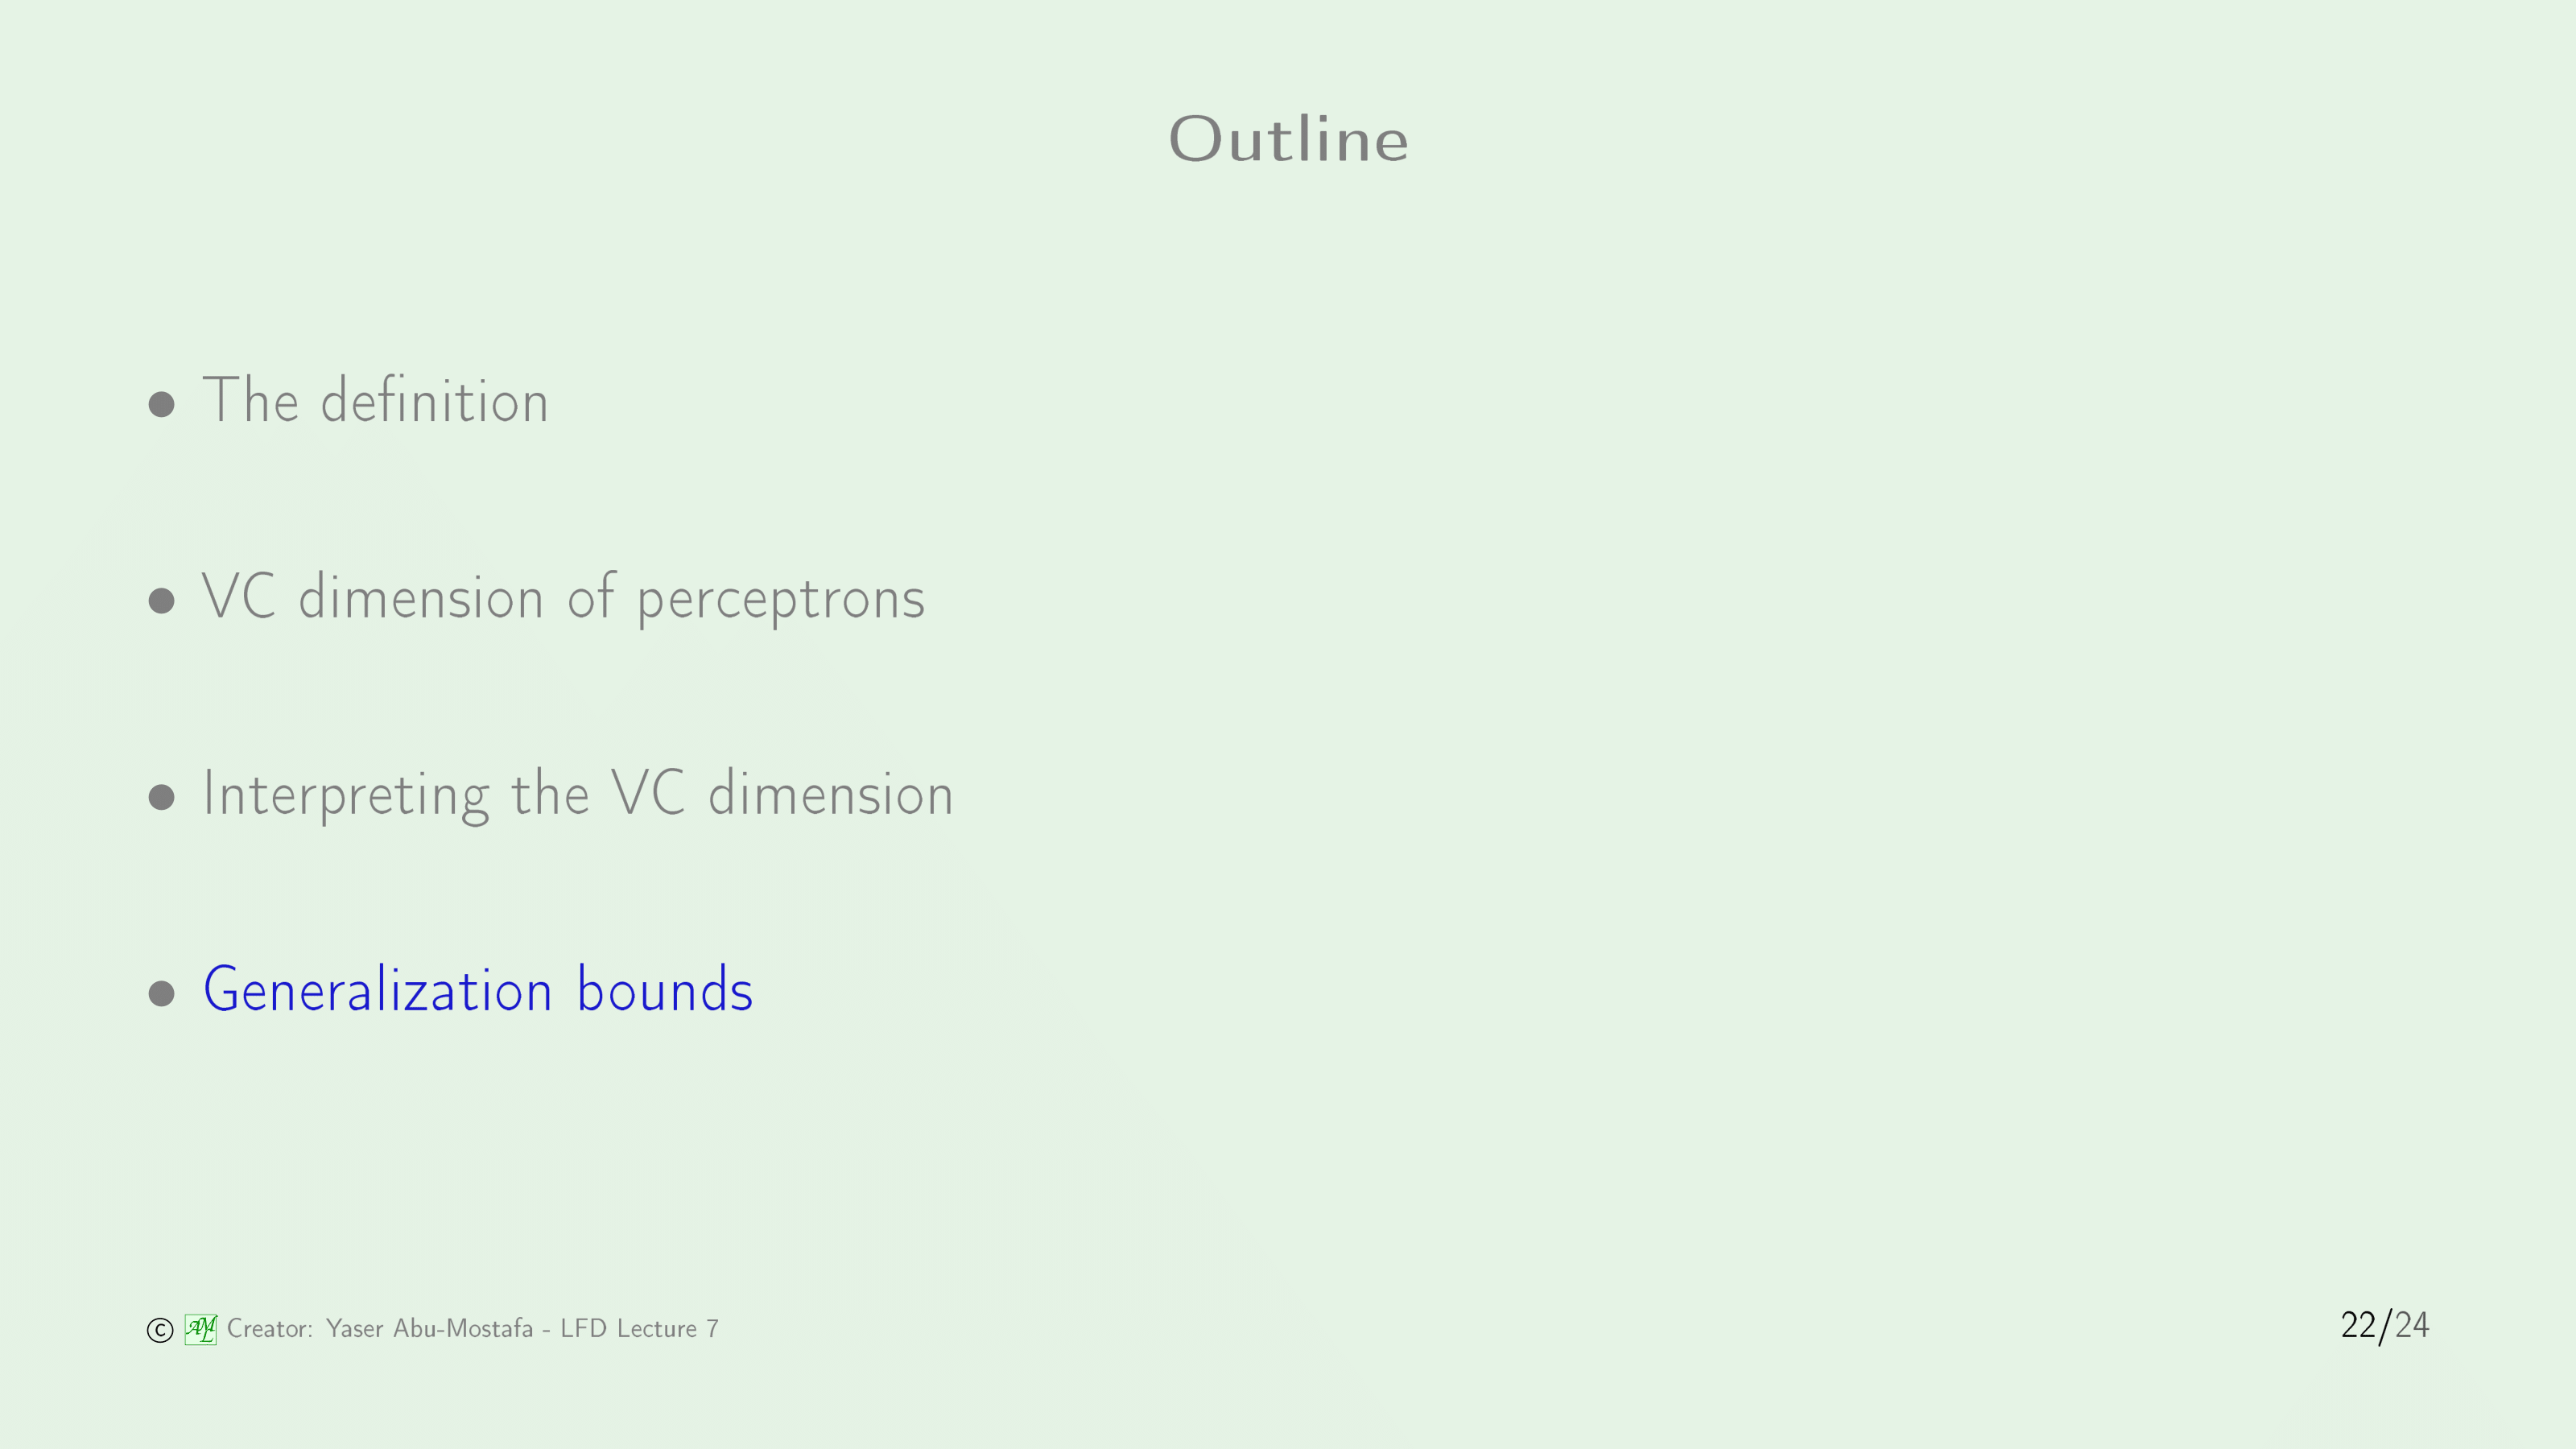 Outline
• The definition
• VC dimension of perceptrons
• Interpreting the VC dimension
• Generalization bounds
© AML Creator: Yaser Abu-Mostafa - LFD Lecture 7
22/24